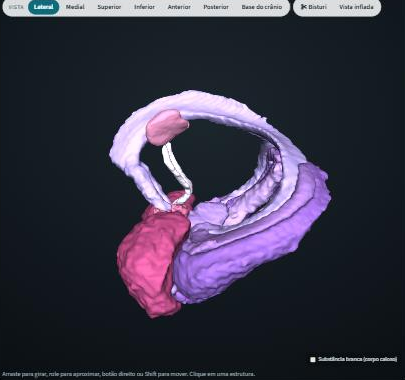 VISTA Lateral Medial Superior Inferior Anterior Posterior Base do crânio Bisturi Vista inflada
Substância branca (corpo caloso)
Arraste para girar, role para aproximar, botão direito ou Shift para mover. Clique em uma estrutura.